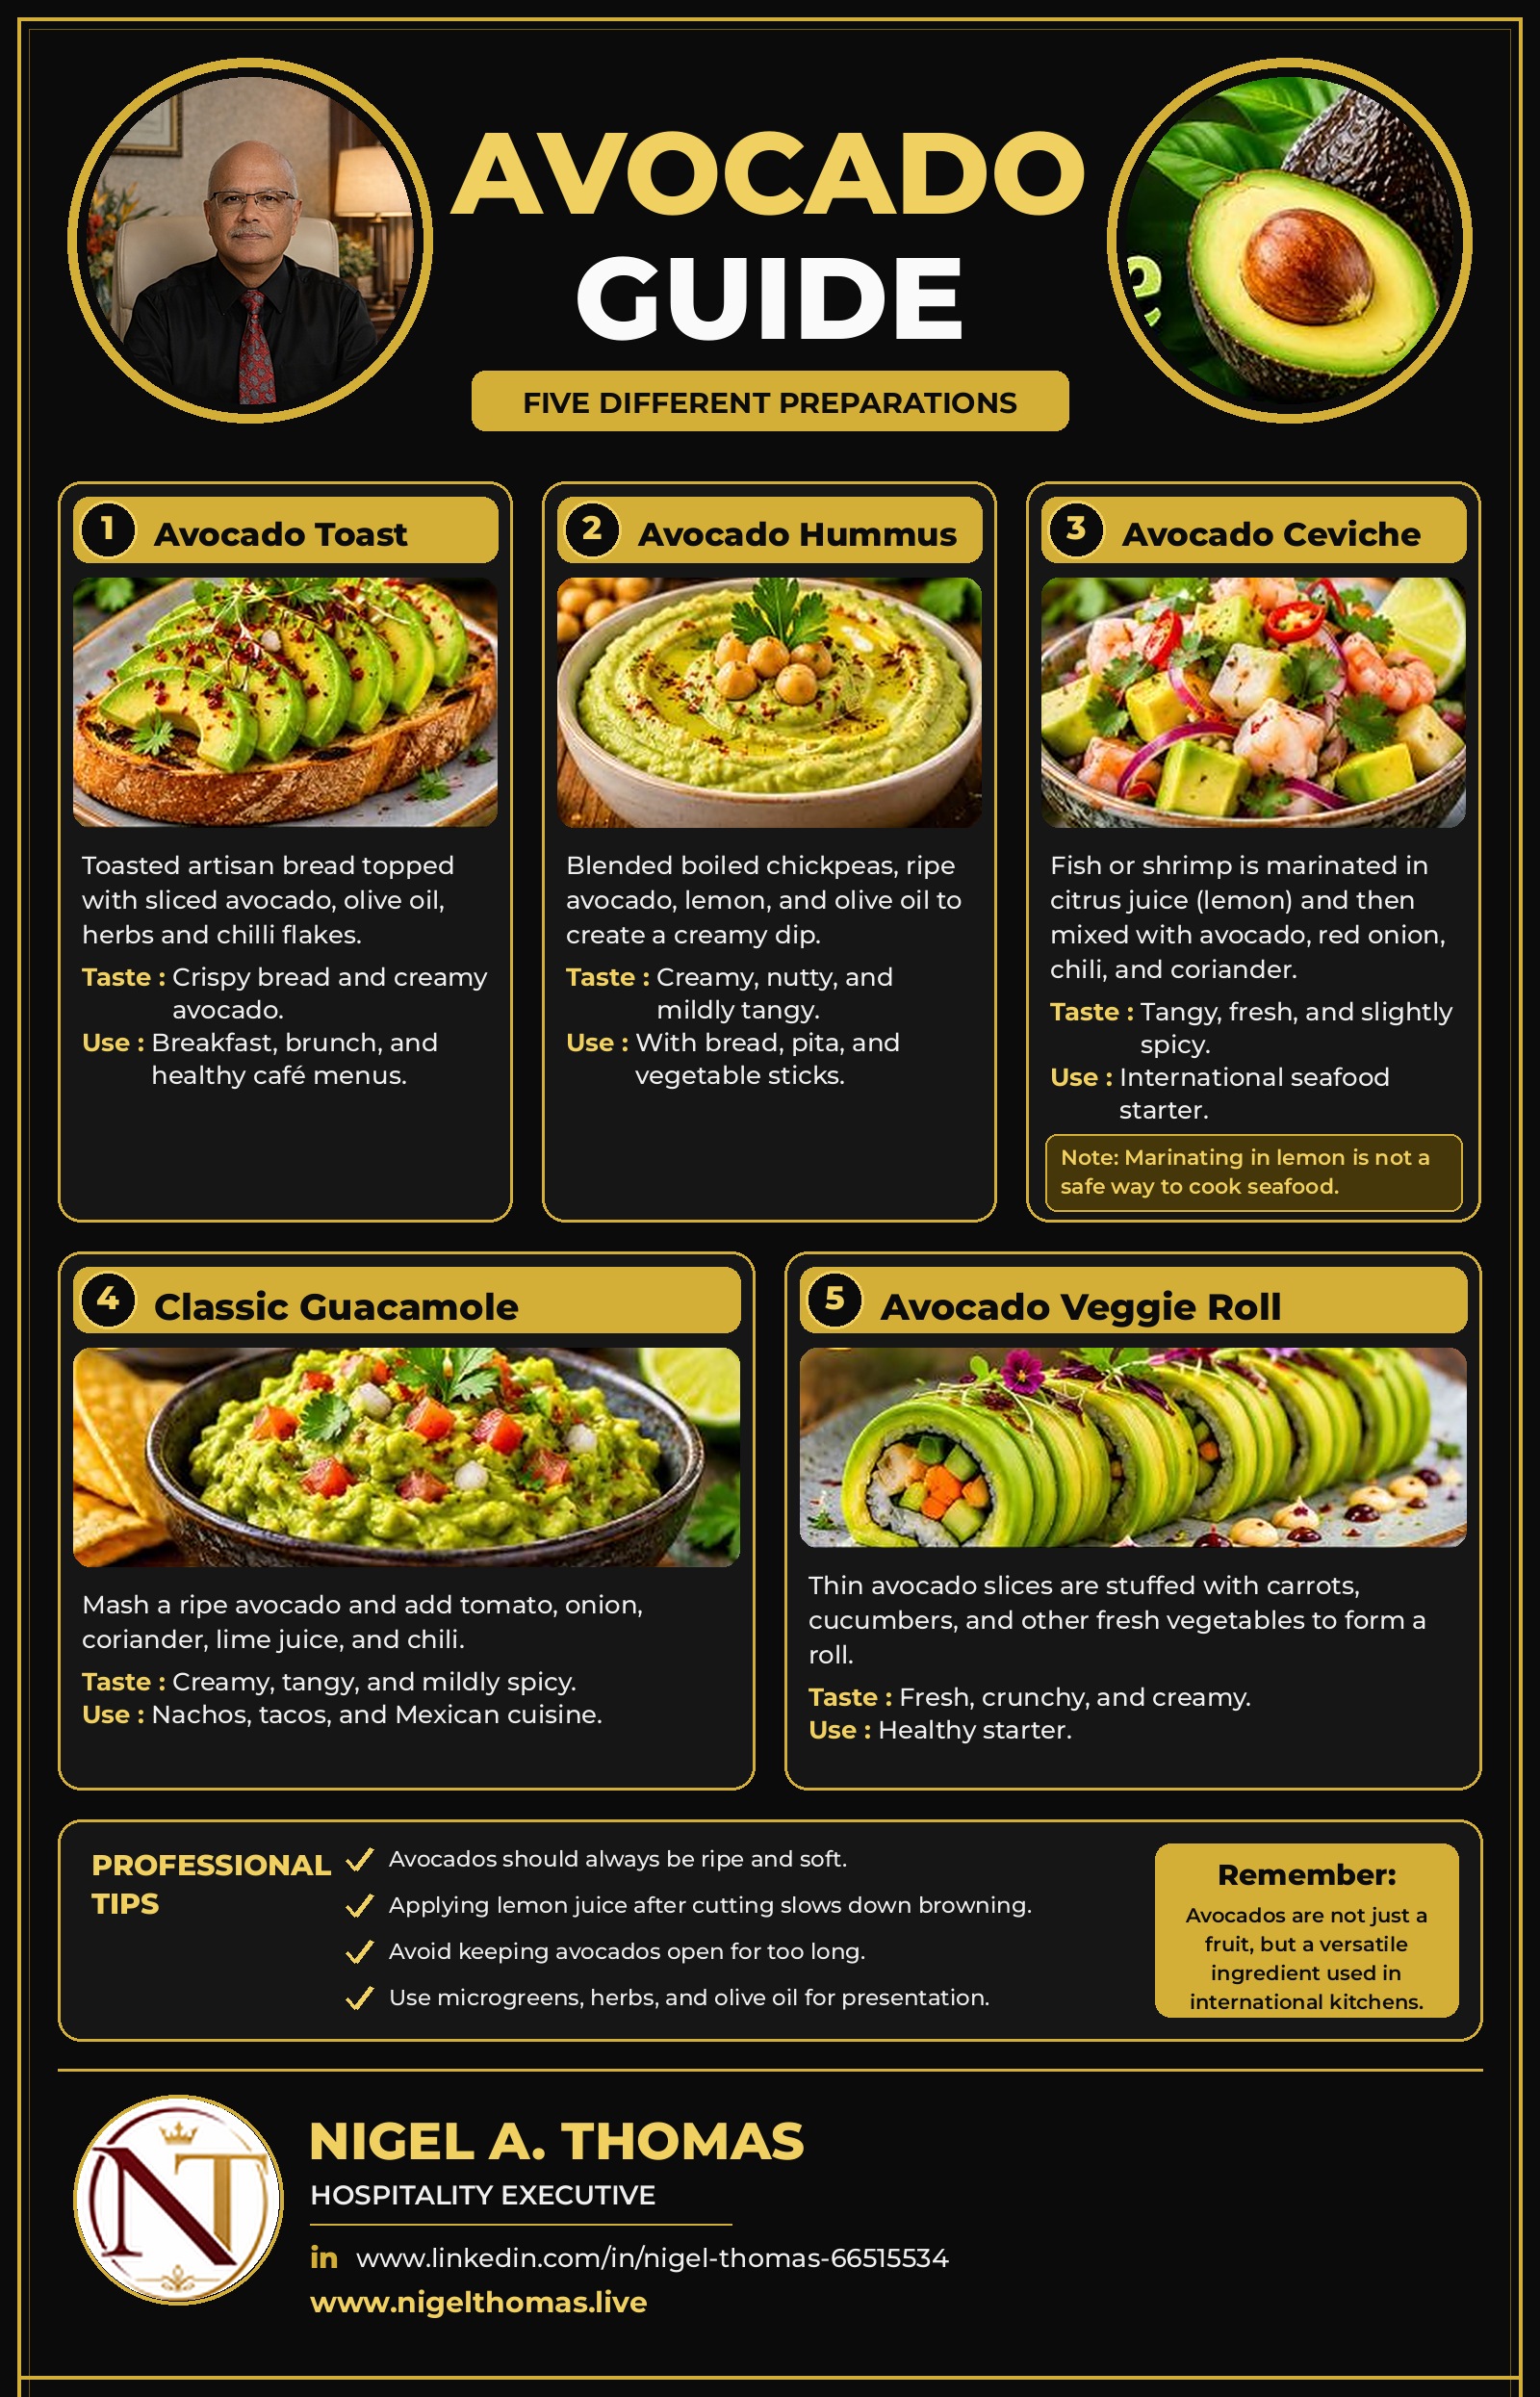 AVOCADO
GUIDE
FIVE DIFFERENT PREPARATIONS
1 Avocado Toast
Toasted artisan bread topped
with sliced avocado, olive oil,
herbs and chilli flakes.
Taste : Crispy bread and creamy
avocado.
Use : Breakfast, brunch, and
healthy café menus.
2 Avocado Hummus
Blended boiled chickpeas, ripe
avocado, lemon, and olive oil to
create a creamy dip.
Taste : Creamy, nutty, and
mildly tangy.
Use : With bread, pita, and
vegetable sticks.
3 Avocado Ceviche
Fish or shrimp is marinated in
citrus juice (lemon) and then
mixed with avocado, red onion,
chili, and coriander.
Taste : Tangy, fresh, and slightly
spicy.
Use : International seafood
starter.
Note: Marinating in lemon is not a
safe way to cook seafood.
4 Classic Guacamole
Mash a ripe avocado and add tomato, onion,
coriander, lime juice, and chili.
Taste : Creamy, tangy, and mildly spicy.
Use : Nachos, tacos, and Mexican cuisine.
5 Avocado Veggie Roll
Thin avocado slices are stuffed with carrots,
cucumbers, and other fresh vegetables to form a
roll.
Taste : Fresh, crunchy, and creamy.
Use : Healthy starter.
PROFESSIONAL
TIPS
Avocados should always be ripe and soft.
Applying lemon juice after cutting slows down browning.
Avoid keeping avocados open for too long.
Use microgreens, herbs, and olive oil for presentation.
Remember:
Avocados are not just a
fruit, but a versatile
ingredient used in
international kitchens.
NT
NIGEL A. THOMAS
HOSPITALITY EXECUTIVE
in www.linkedin.com/in/nigel-thomas-66515534
www.nigelthomas.live